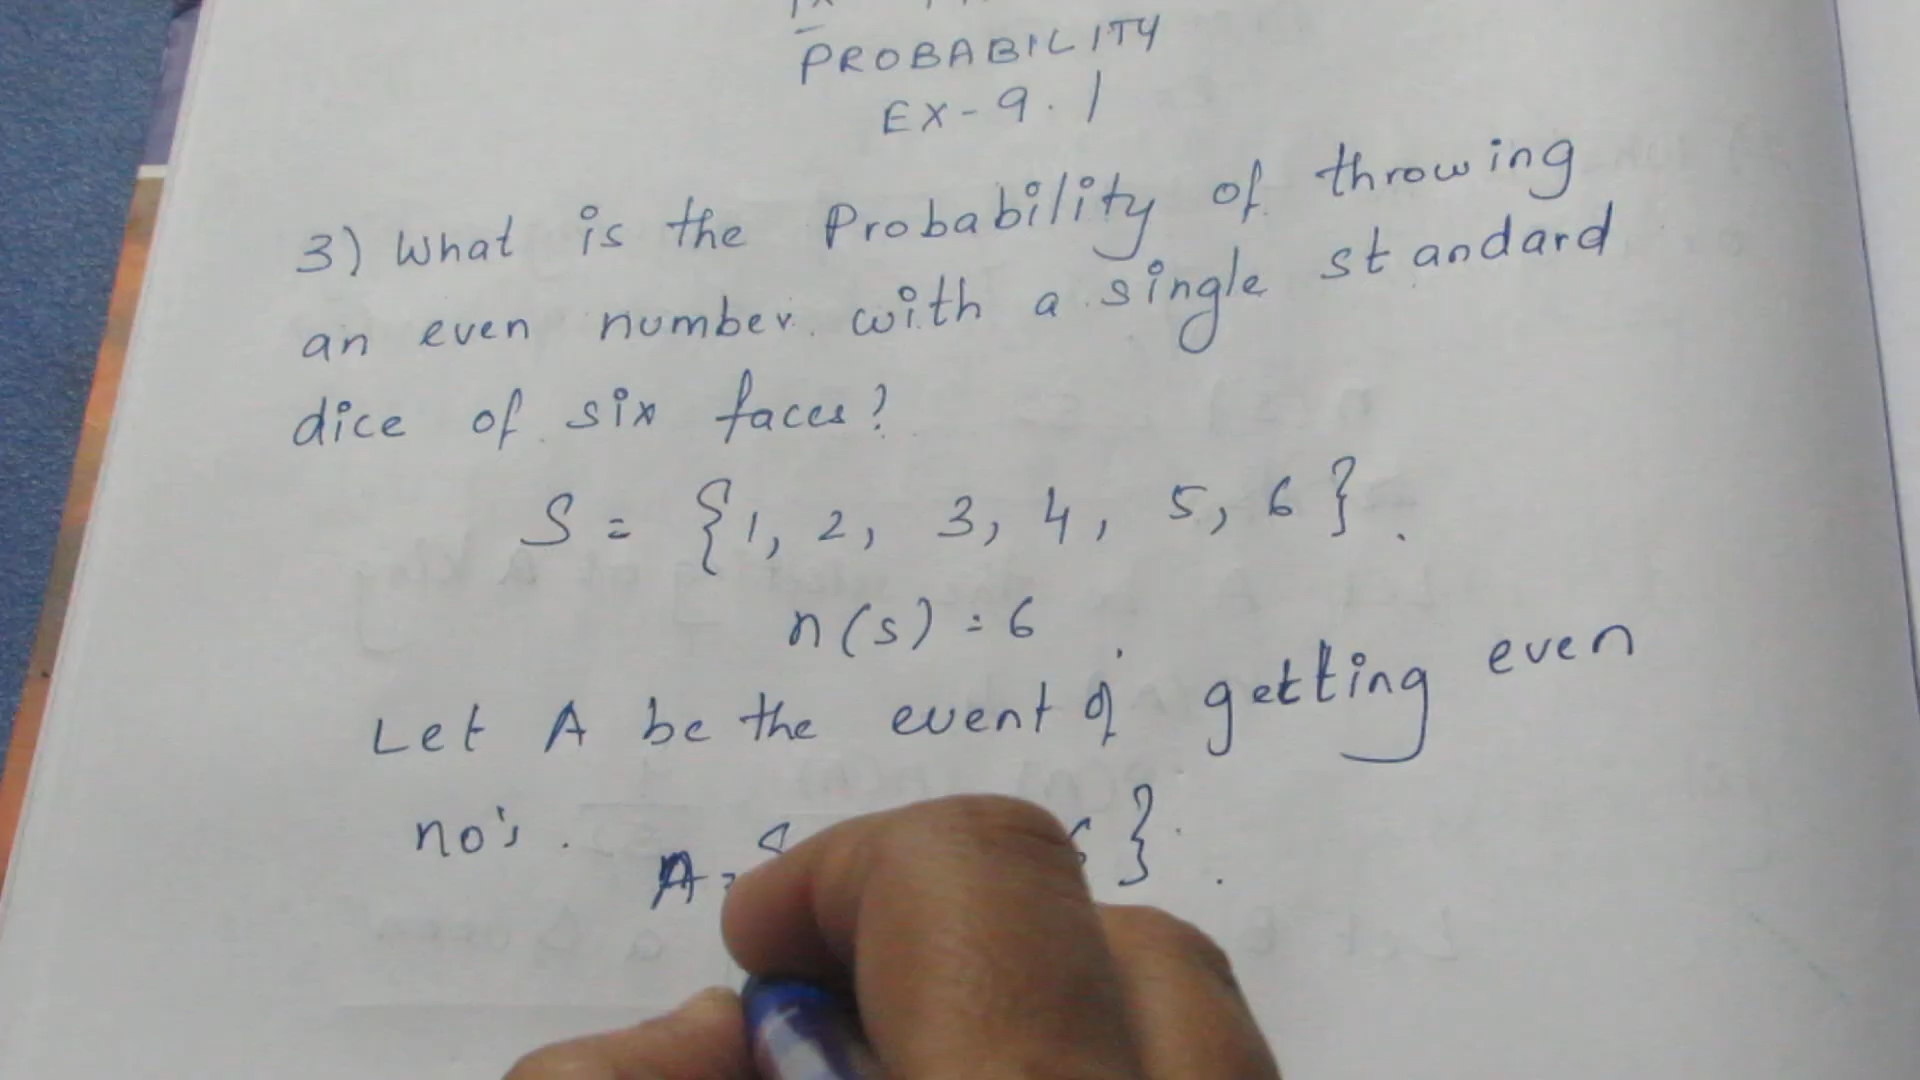 PROBABILITY
EX-9.1
3) What is the Probability of throwing
an even number with a single standard
dice of six faces?
S = {1, 2, 3, 4, 5, 6}.
n(s) = 6
Let A be the event of getting even
no's.
A = { 6}.